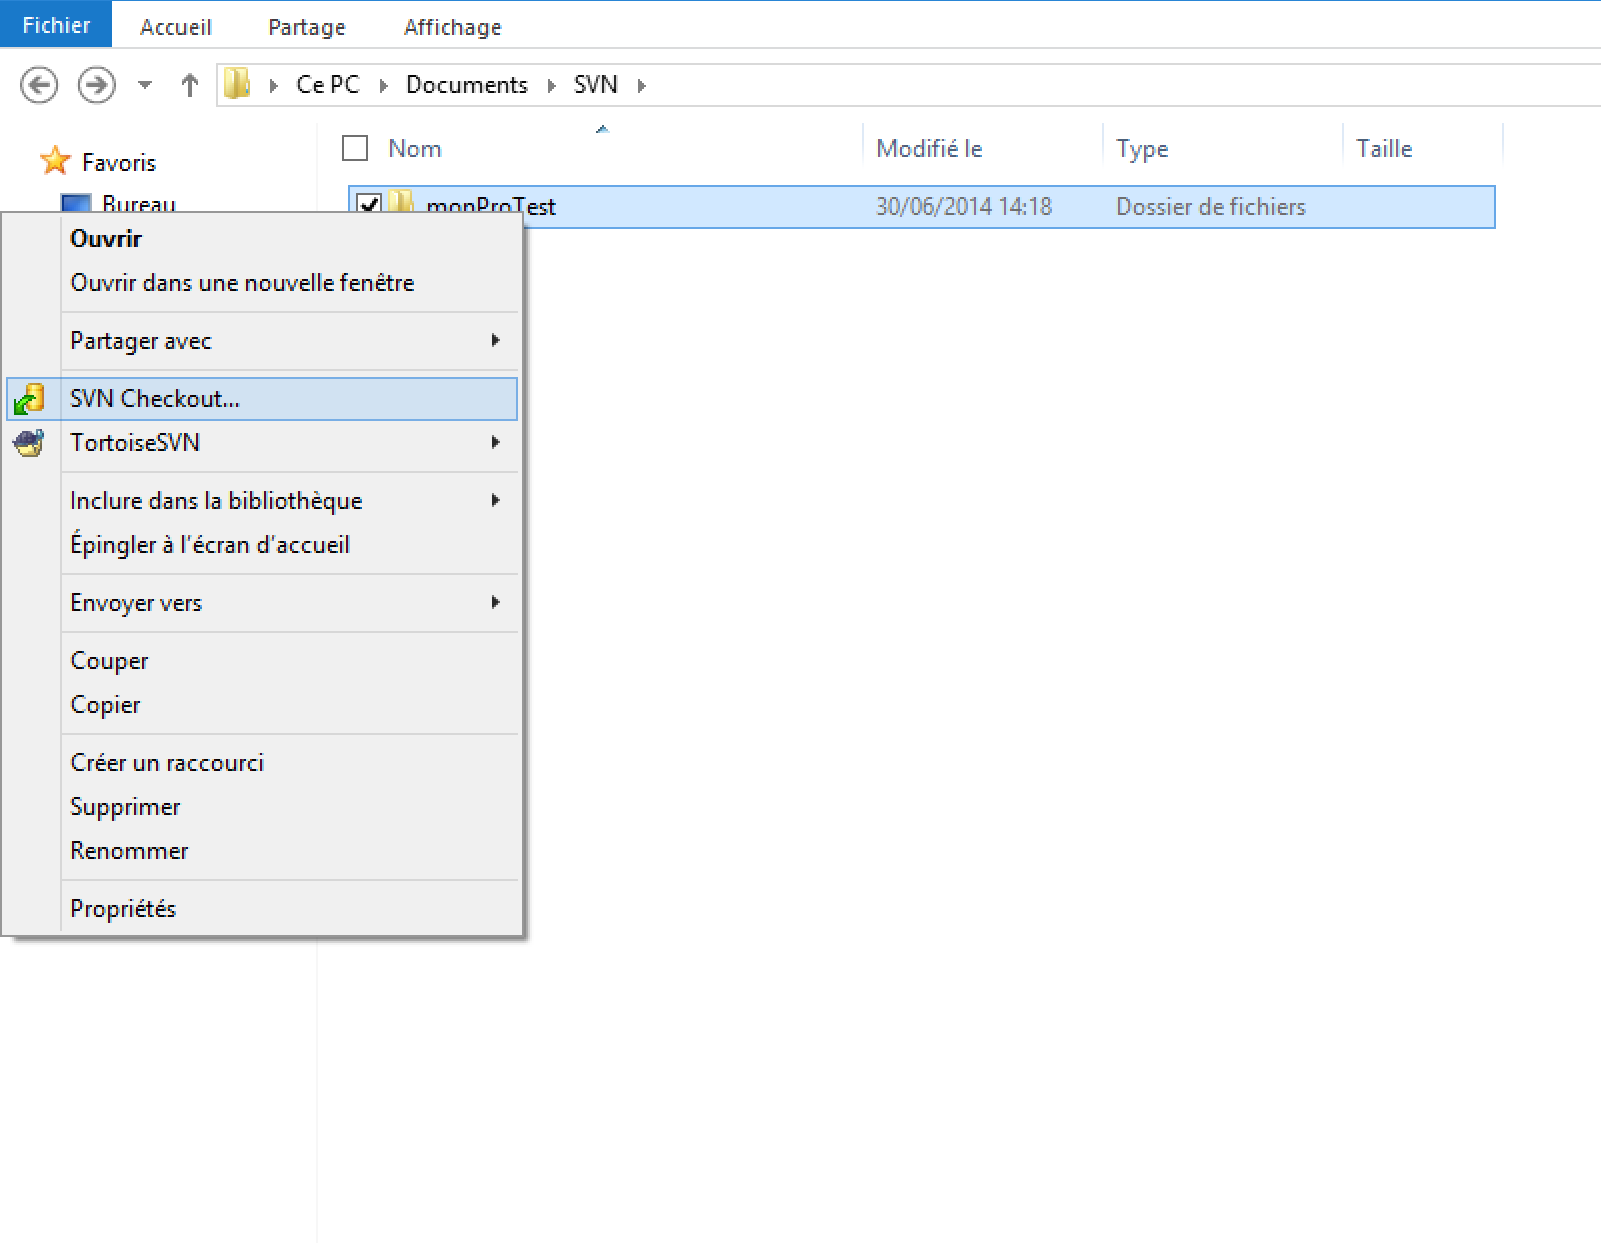 Fichier Accueil Partage Affichage
Ce PC Documents SVN
Favoris
Bureau
Nom Modifié le Type Taille
monProTest 30/06/2014 14:18 Dossier de fichiers
Ouvrir
Ouvrir dans une nouvelle fenêtre
Partager avec
SVN Checkout...
TortoiseSVN
Inclure dans la bibliothèque
Épingler à l'écran d'accueil
Envoyer vers
Couper
Copier
Créer un raccourci
Supprimer
Renommer
Propriétés